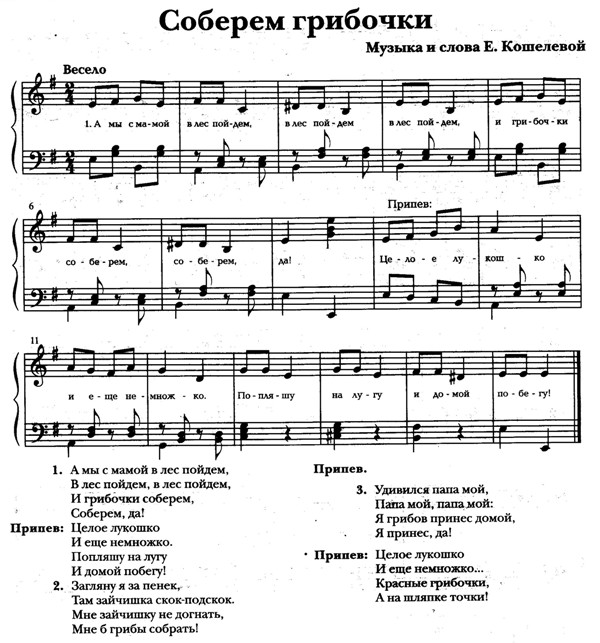 Соберем грибочки
Музыка и слова Е. Кошелевой
Весело
1. А мы с ма-мой в лес пой-дем, в лес пой-дем в лес пой-дем, и гри-боч-ки
6
Припев:
со-бе-рем, со-бе-рем, да! Це-ло-е лу-кош-ко
11
и е-ще не-множ-ко. По-пля-шу на лу-гу и до-мой по-бе-гу!
1. А мы с мамой в лес пойдем,
В лес пойдем, в лес пойдем,
И грибочки соберем,
Соберем, да!
Припев: Целое лукошко
И еще немножко.
Попляшу на лугу
И домой побегу!
2. Загляну я за пенек,
Там зайчишка скок-подскок.
Мне зайчишку не догнать,
Мне б грибы собрать!
Припев.
3. Удивился папа мой,
Папа мой, папа мой:
Я грибов принес домой,
Я принес, да!
Припев: Целое лукошко
И еще немножко...
Красные грибочки,
А на шляпке точки!